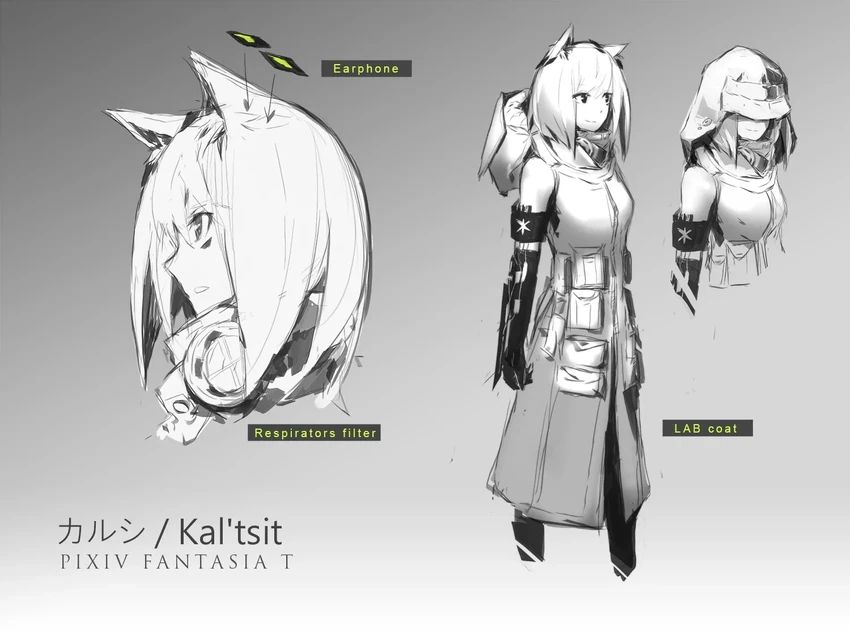 Earphone
Respirators filter
LAB coat
カルシ / Kal'tsit
PIXIV FANTASIA T